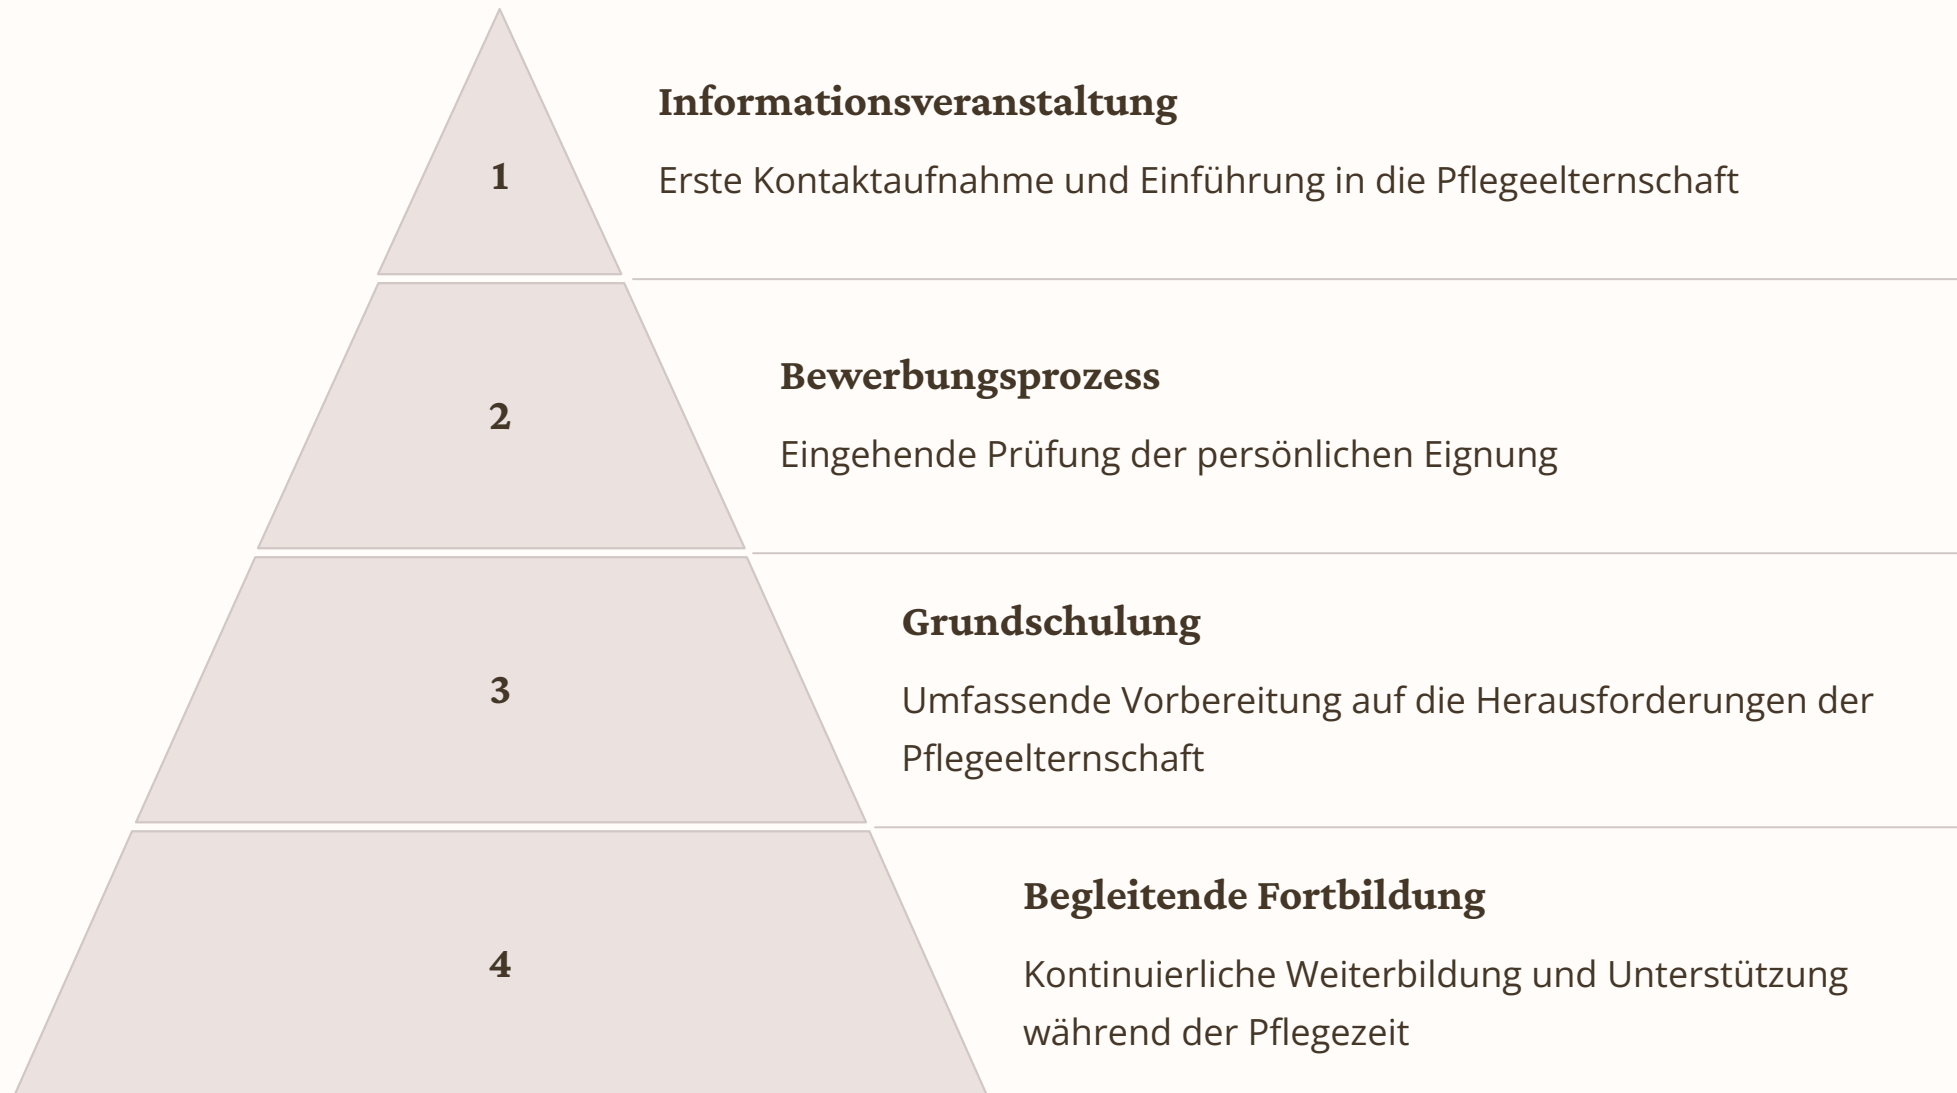 1
Informationsveranstaltung
Erste Kontaktaufnahme und Einführung in die Pflegeelternschaft
2
Bewerbungsprozess
Eingehende Prüfung der persönlichen Eignung
3
Grundschulung
Umfassende Vorbereitung auf die Herausforderungen der
Pflegeelternschaft
4
Begleitende Fortbildung
Kontinuierliche Weiterbildung und Unterstützung
während der Pflegezeit